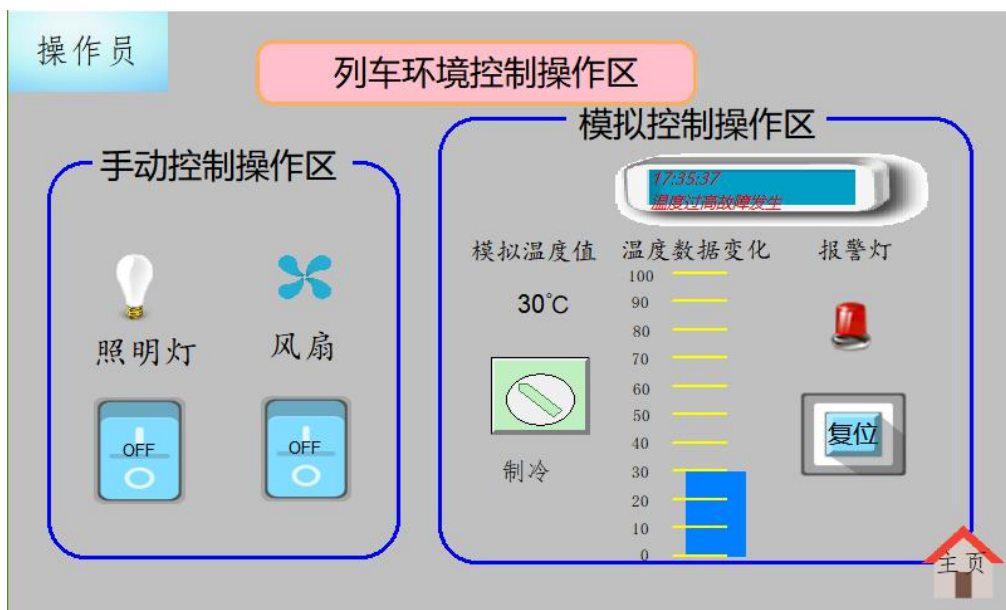 操作员
列车环境控制操作区
手动控制操作区
照明灯
风扇
OFF
OFF
模拟控制操作区
17:35:37
温度过高故障发生
模拟温度值
温度数据变化
报警灯
30℃
制冷
100
90
80
70
60
50
40
30
20
10
0
复位
主页